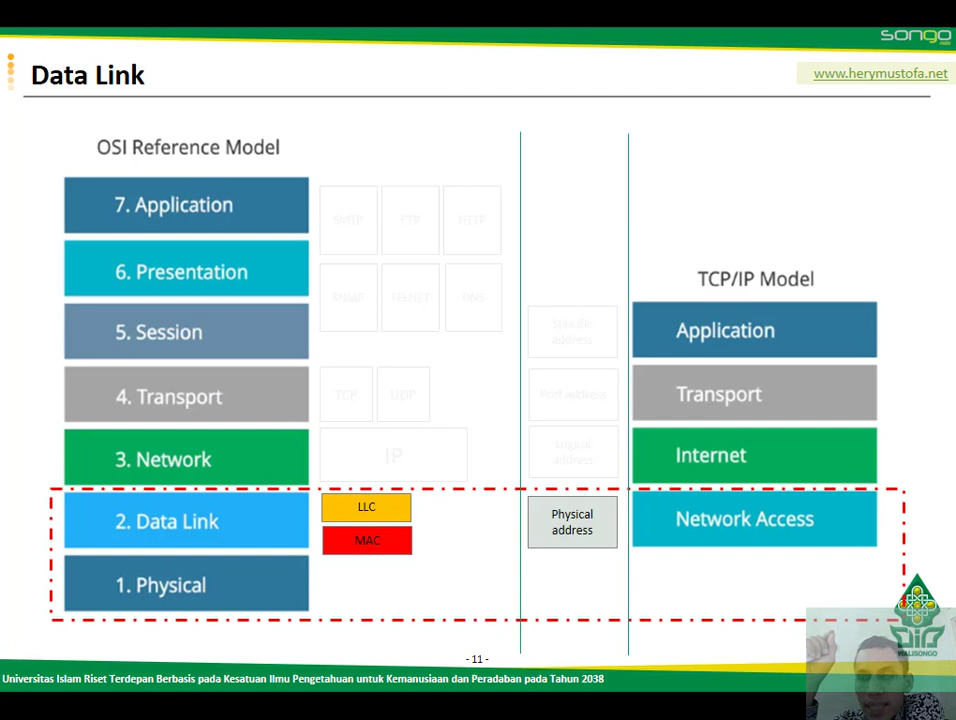 songo
Data Link
www.herymustofa.net
OSI Reference Model
7. Application
SMTP
FTP
HTTP
6. Presentation
SNMP
TELNET
DNS
TCP/IP Model
5. Session
Specific
address
Application
4. Transport
TCP
UDP
Port address
Transport
3. Network
IP
Logical
address
Internet
2. Data Link
LLC
MAC
Physical
address
Network Access
1. Physical
WALISONGO
- 11 -
Universitas Islam Riset Terdepan Berbasis pada Kesatuan Ilmu Pengetahuan untuk Kemanusiaan dan Peradaban pada Tahun 2038